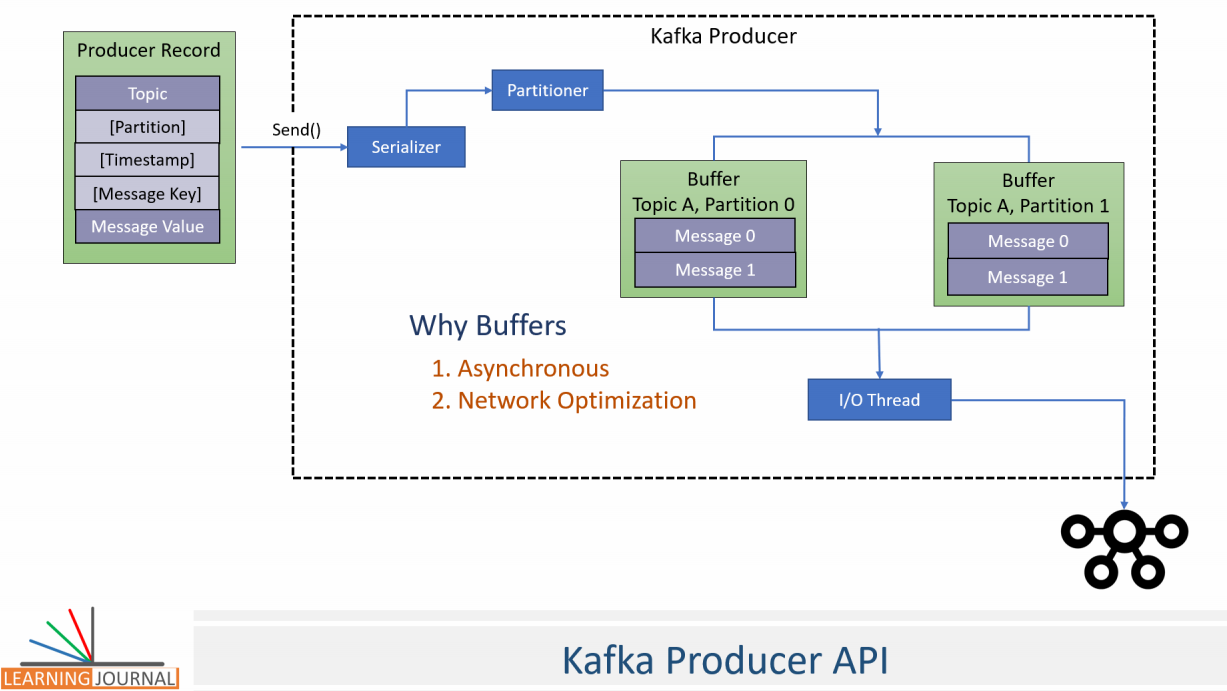 Kafka Producer
Producer Record
Topic
[Partition]
[Timestamp]
[Message Key]
Message Value
Send()
Serializer
Partitioner
Buffer
Topic A, Partition 0
Message 0
Message 1
Buffer
Topic A, Partition 1
Message 0
Message 1
Why Buffers
1. Asynchronous
2. Network Optimization
I/O Thread
LEARNING JOURNAL
Kafka Producer API